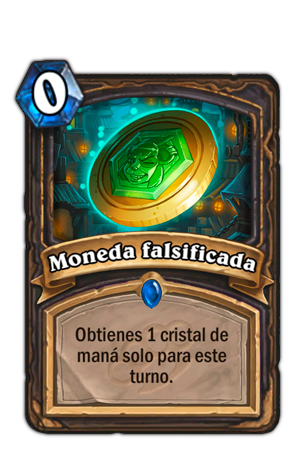 0
Moneda falsificada
Obtienes 1 cristal de
maná solo para este
turno.